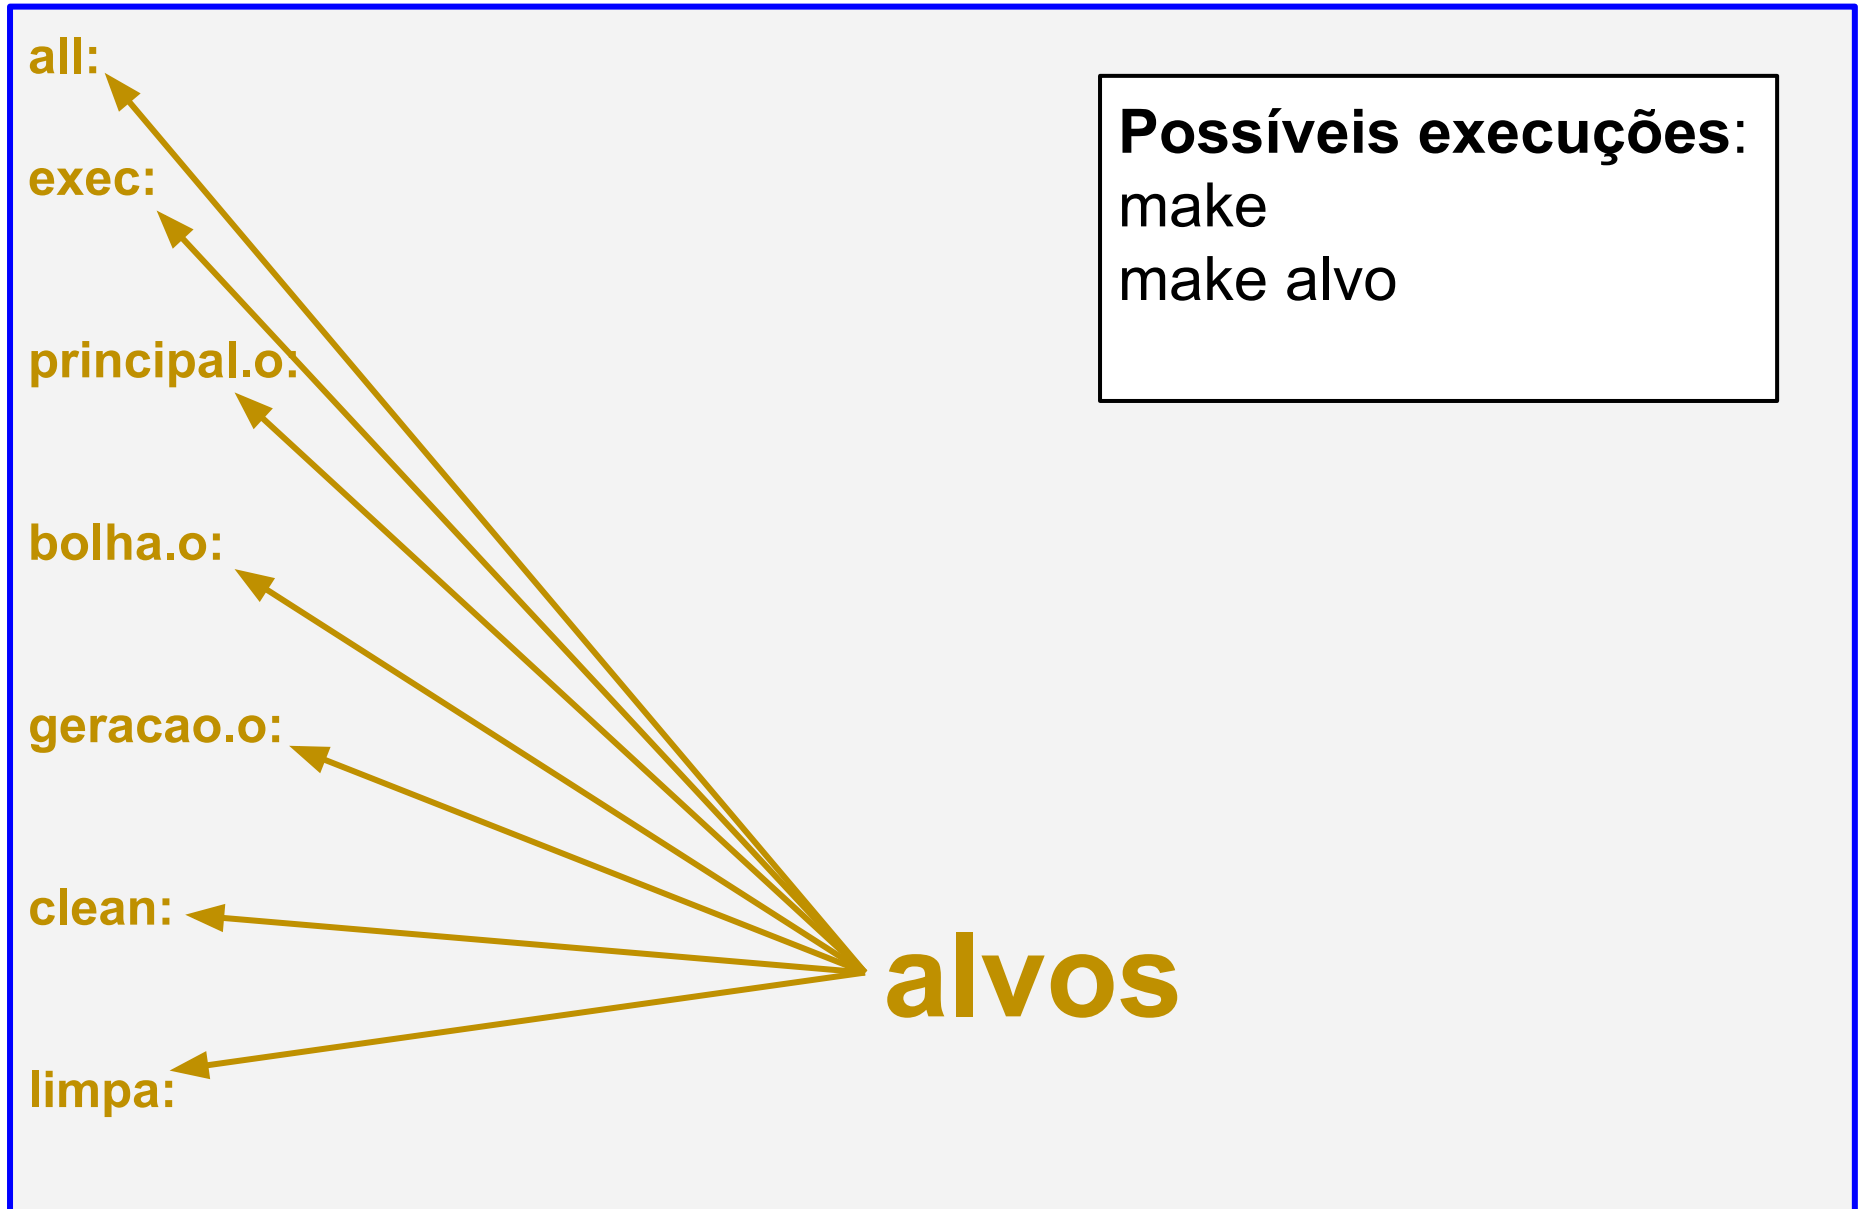 all:
exec:
principal.o:
bolha.o:
geracao.o:
clean:
limpa:
alvos
Possíveis execuções:
make
make alvo